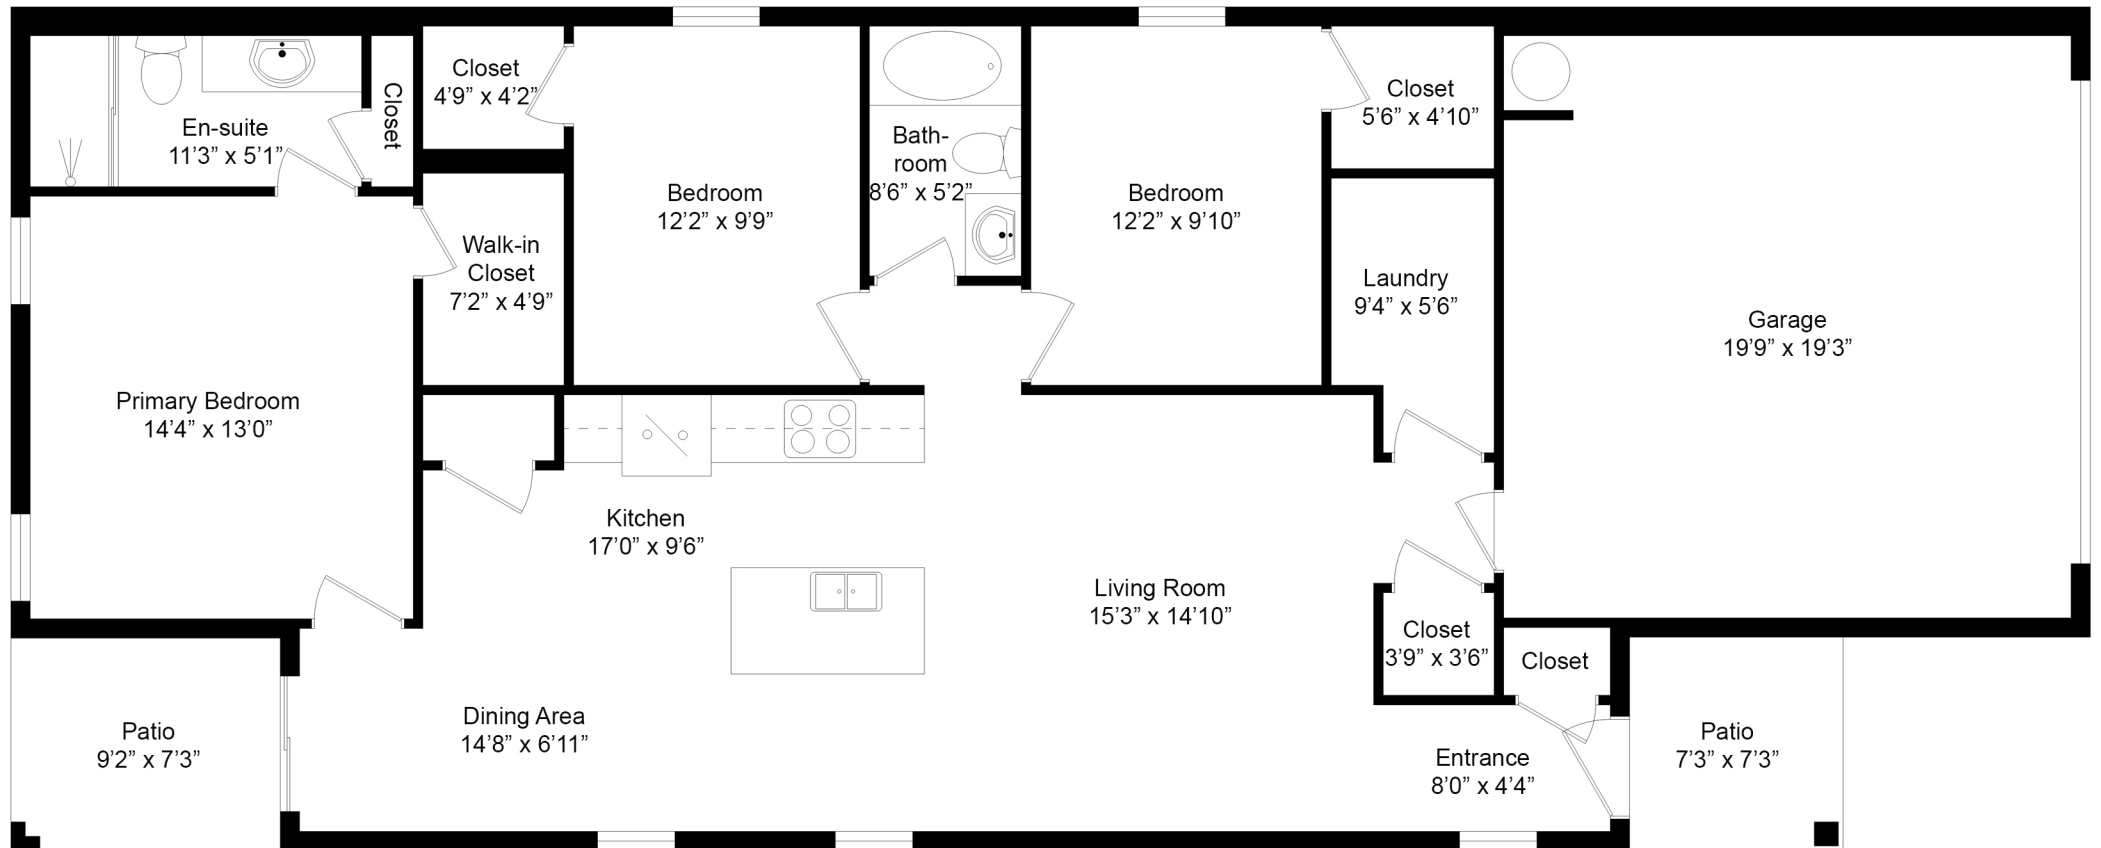 En-suite
11’3” x 5’1”
Closet
Closet
4’9” x 4’2”
Bedroom
12’2” x 9’9”
Bath-
room
8’6” x 5’2”
Bedroom
12’2” x 9’10”
Closet
5’6” x 4’10”
Walk-in
Closet
7’2” x 4’9”
Laundry
9’4” x 5’6”
Garage
19’9” x 19’3”
Primary Bedroom
14’4” x 13’0”
Kitchen
17’0” x 9’6”
Living Room
15’3” x 14’10”
Closet
3’9” x 3’6”
Closet
Patio
9’2” x 7’3”
Dining Area
14’8” x 6’11”
Entrance
8’0” x 4’4”
Patio
7’3” x 7’3”